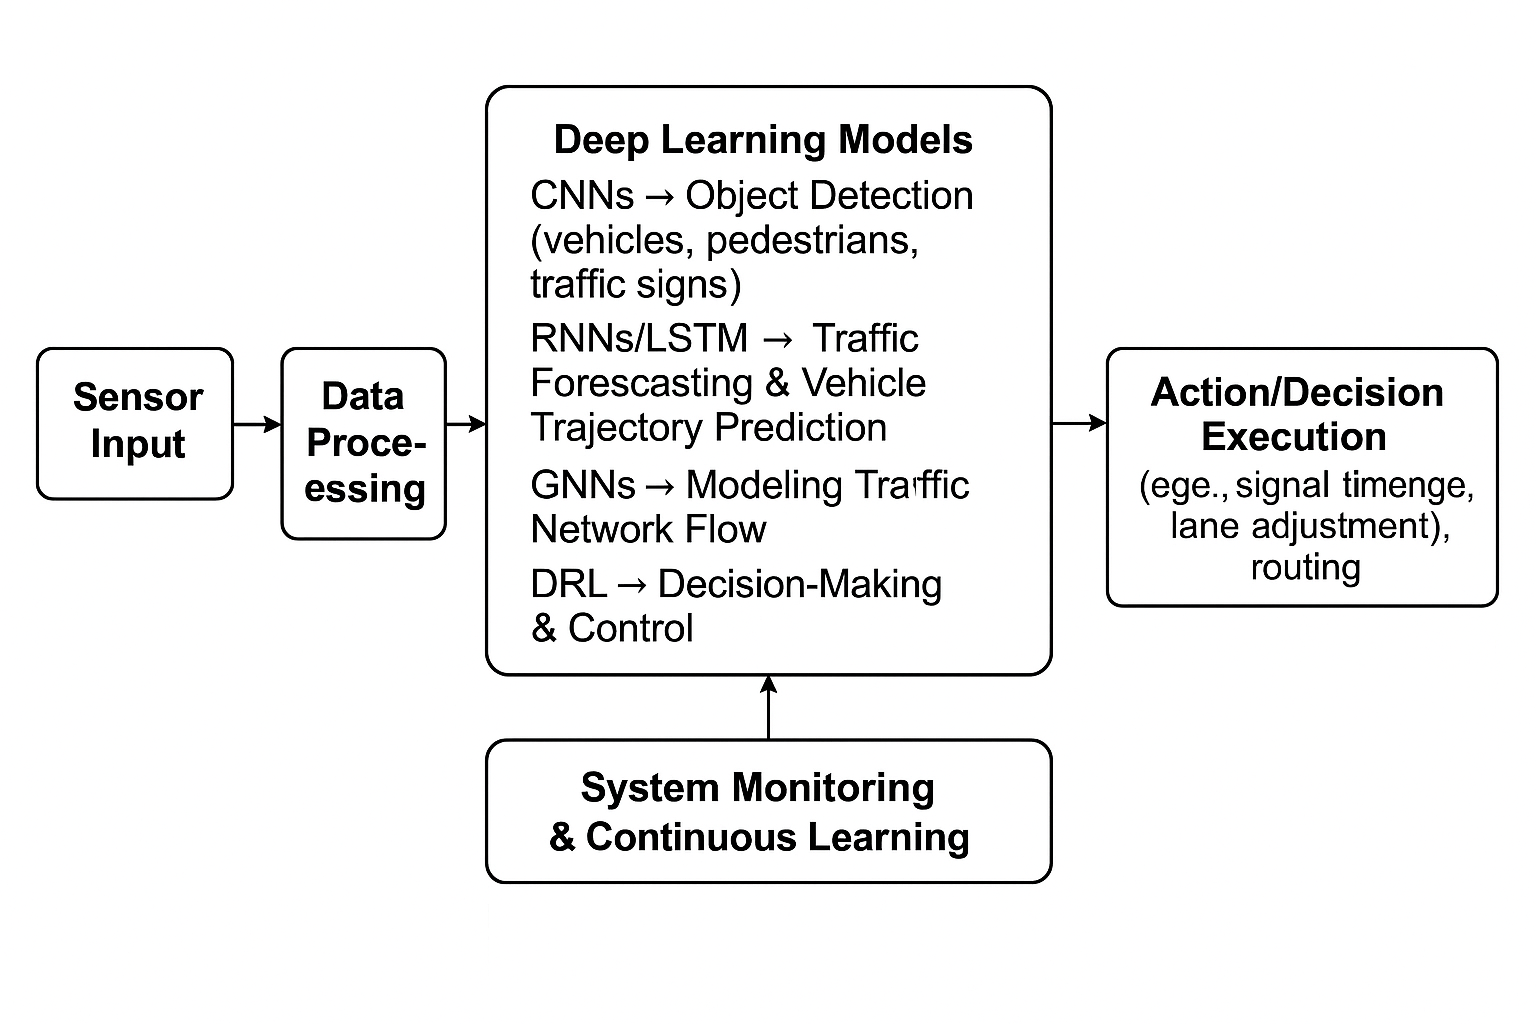 Sensor
Input
Data
Proce-
essing
Deep Learning Models
CNNs → Object Detection
(vehicles, pedestrians,
traffic signs)
RNNs/LSTM → Traffic
Forescasting & Vehicle
Trajectory Prediction
GNNs → Modeling Traffic
Network Flow
DRL → Decision-Making
& Control
Action/Decision
Execution
(ege., signal timenge,
lane adjustment),
routing
System Monitoring
& Continuous Learning